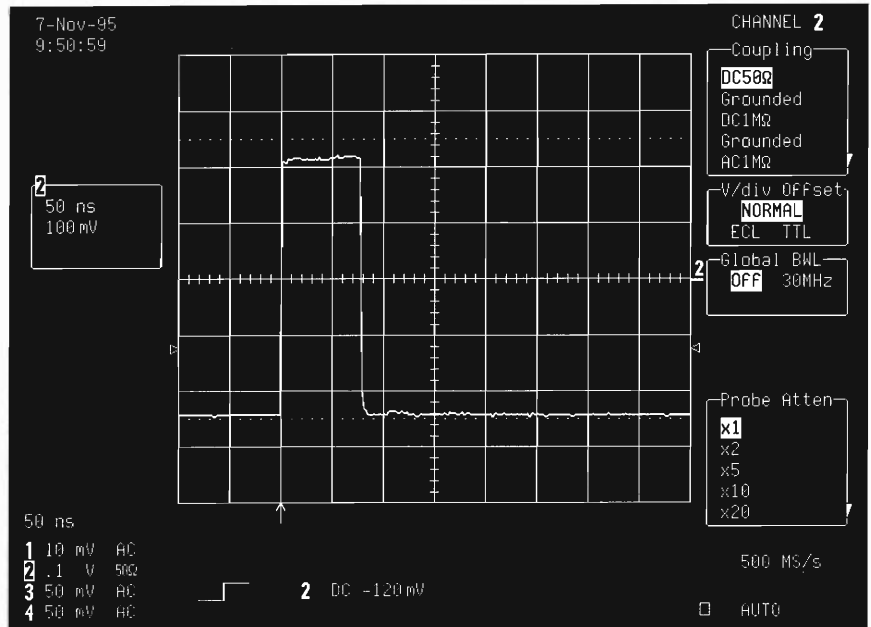 7-Nov-95
9:50:59
2
50 ns
100 mV
CHANNEL 2
Coupling
DC50Ω
Grounded
DC1MΩ
Grounded
AC1MΩ
V/div Offset
NORMAL
ECL TTL
2
Global BWL
Off 30MHz
Probe Atten
x1
x2
x5
x10
x20
50 ns
1 10 mV AC
2 .1 V 50Ω
3 50 mV AC
4 50 mV AC
2 DC -120 mV
500 MS/s
AUTO